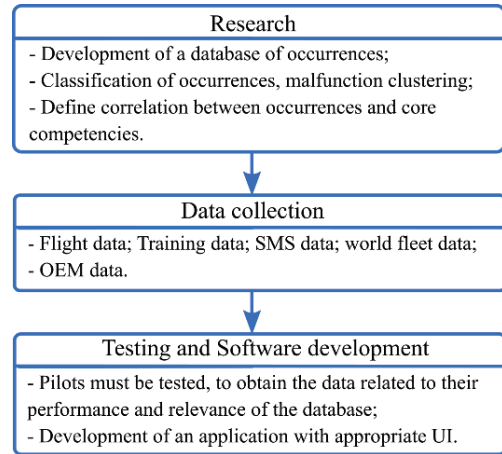 Research
- Development of a database of occurrences;
- Classification of occurrences, malfunction clustering;
- Define correlation between occurrences and core
competencies.
Data collection
- Flight data; Training data; SMS data; world fleet data;
- OEM data.
Testing and Software development
- Pilots must be tested, to obtain the data related to their
performance and relevance of the database;
- Development of an application with appropriate UI.